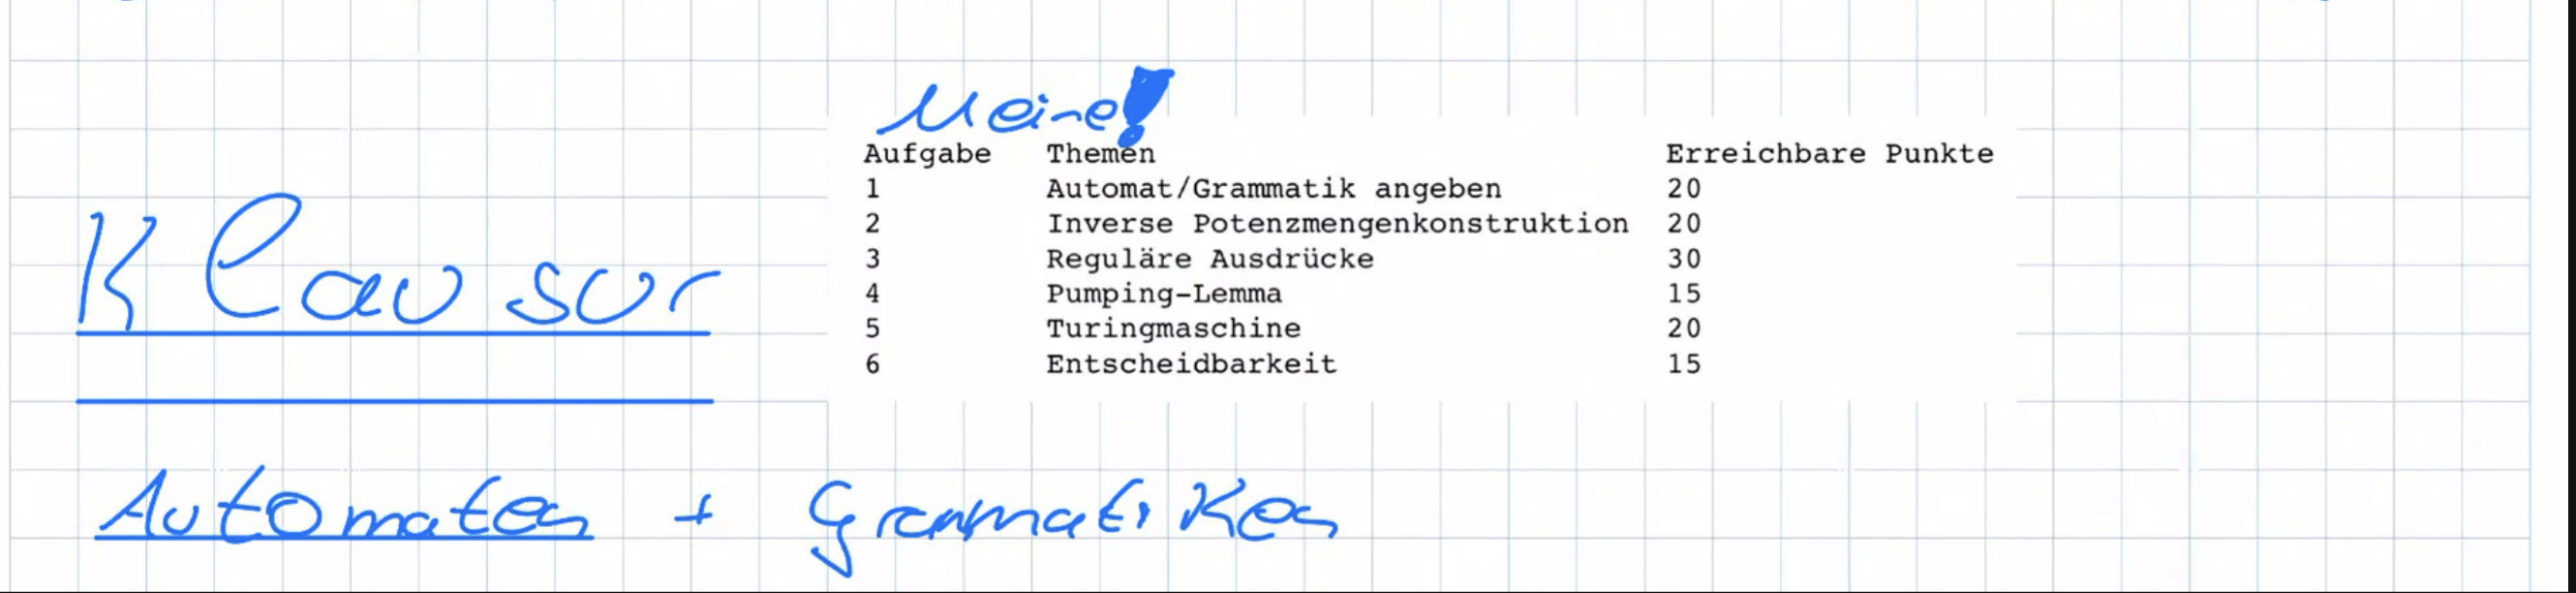 Meine!
Aufgabe Themen Erreichbare Punkte
1 Automat/Grammatik angeben 20
2 Inverse Potenzmengenkonstruktion 20
3 Reguläre Ausdrücke 30
4 Pumping-Lemma 15
5 Turingmaschine 20
6 Entscheidbarkeit 15
Klausur
Automaten + Grammatiken